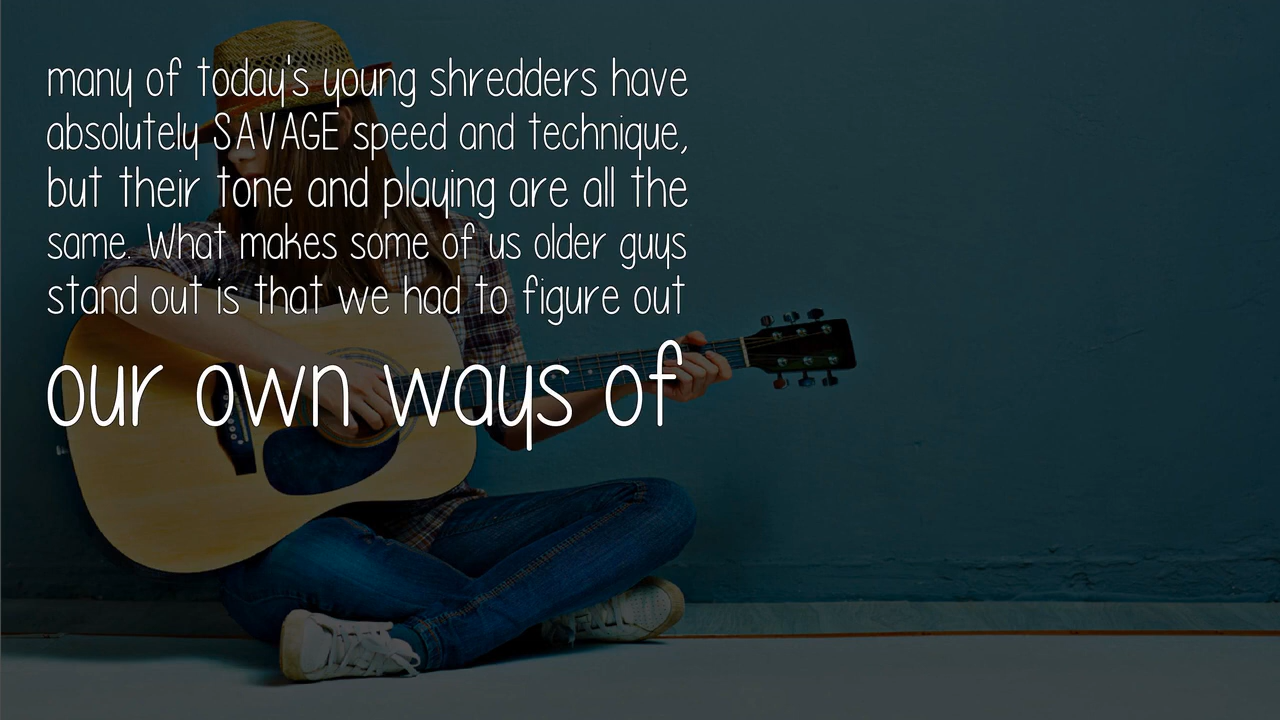 many of today's young shredders have
absolutely SAVAGE speed and technique,
but their tone and playing are all the
same. What makes some of us older guys
stand out is that we had to figure out
our own ways of